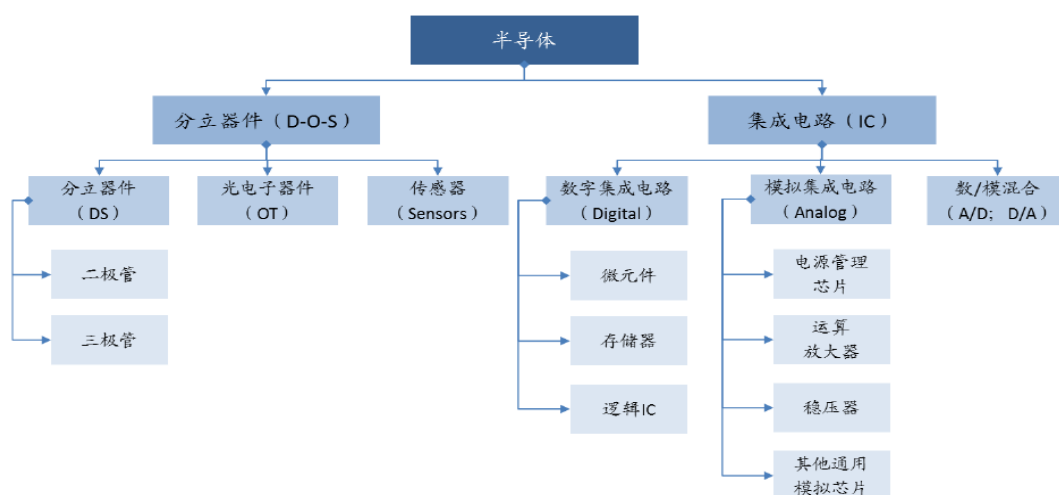 半导体
分立器件（D-O-S）
集成电路（IC）
分立器件
（DS）
光电子器件
（OT）
传感器
（Sensors）
数字集成电路
（Digital）
模拟集成电路
（Analog）
数/模混合
（A/D；D/A）
二极管
三极管
微元件
存储器
逻辑IC
电源管理
芯片
运算
放大器
稳压器
其他通用
模拟芯片